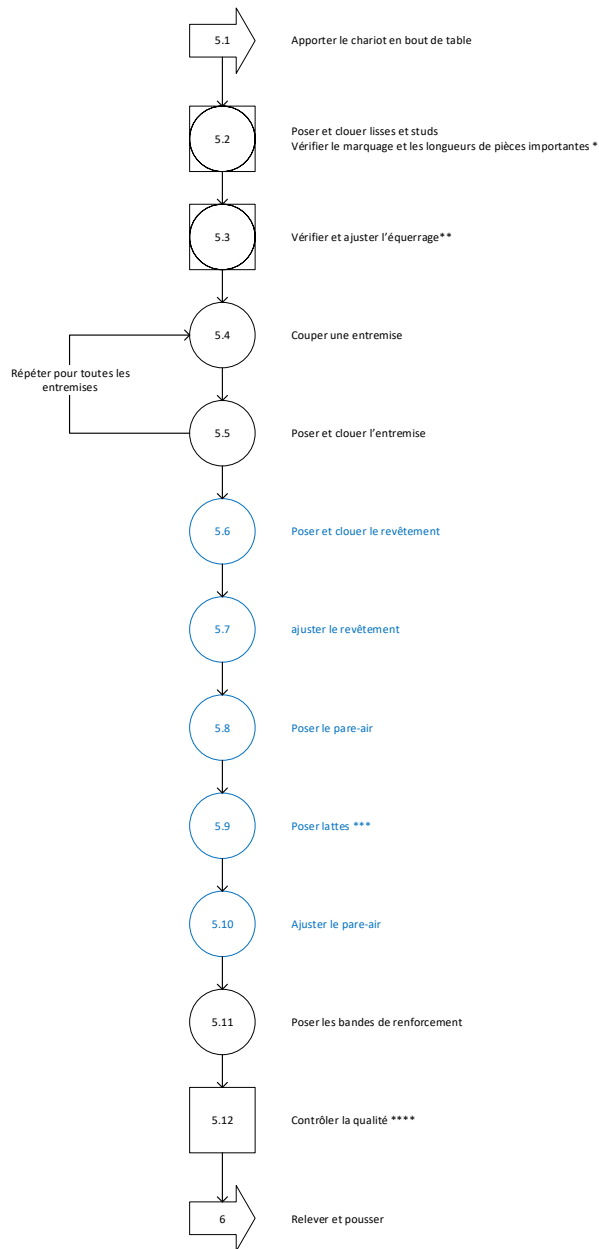 5.1 Apporter le chariot en bout de table
Poser et clouer lisses et studs
5.2
Vérifier le marquage et les longueurs de pièces importantes *
5.3 Vérifier et ajuster l'équerrage**
5.4 Couper une entremise
Répéter pour toutes les
entremises
5.5 Poser et clouer l'entremise
5.6 Poser et clouer le revêtement
5.7 ajuster le revêtement
5.8 Poser le pare-air
5.9 Poser lattes ***
5.10 Ajuster le pare-air
5.11 Poser les bandes de renforcement
5.12 Contrôler la qualité ****
6 Relever et pousser